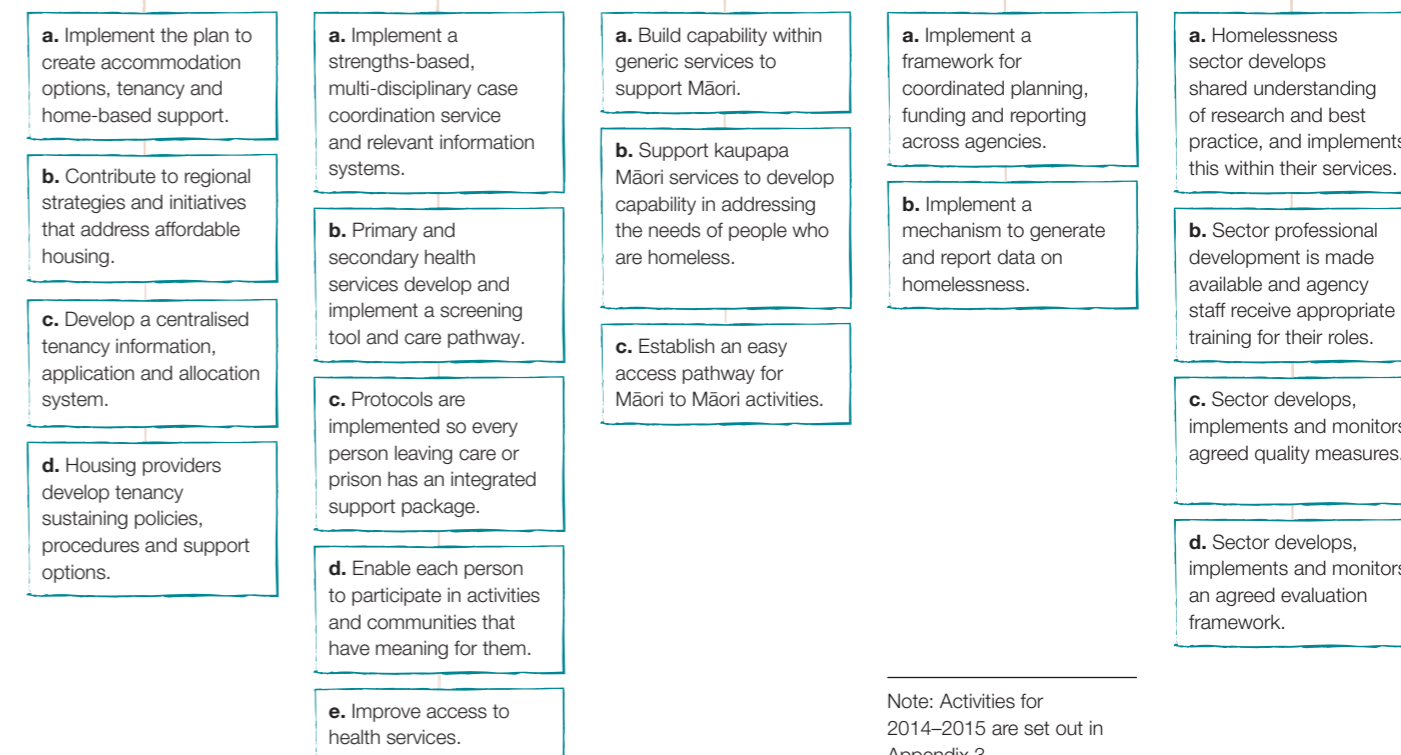 a. Implement the plan to
create accommodation
options, tenancy and
home-based support.
b. Contribute to regional
strategies and initiatives
that address affordable
housing.
c. Develop a centralised
tenancy information,
application and allocation
system.
d. Housing providers
develop tenancy
sustaining policies,
procedures and support
options.
a. Implement a
strengths-based,
multi-disciplinary case
coordination service
and relevant information
systems.
b. Primary and
secondary health
services develop and
implement a screening
tool and care pathway.
c. Protocols are
implemented so every
person leaving care or
prison has an integrated
support package.
d. Enable each person
to participate in activities
and communities that
have meaning for them.
e. Improve access to
health services.
a. Build capability within
generic services to
support Māori.
b. Support kaupapa
Māori services to develop
capability in addressing
the needs of people who
are homeless.
c. Establish an easy
access pathway for
Māori to Māori activities.
a. Implement a
framework for
coordinated planning,
funding and reporting
across agencies.
b. Implement a
mechanism to generate
and report data on
homelessness.
Note: Activities for
2014–2015 are set out in
Appendix
a. Homelessness
sector develops
shared understanding
of research and best
practice, and implements
this within their services.
b. Sector professional
development is made
available and agency
staff receive appropriate
training for their roles.
c. Sector develops,
implements and monitors
agreed quality measures.
d. Sector develops,
implements and monitors
an agreed evaluation
framework.